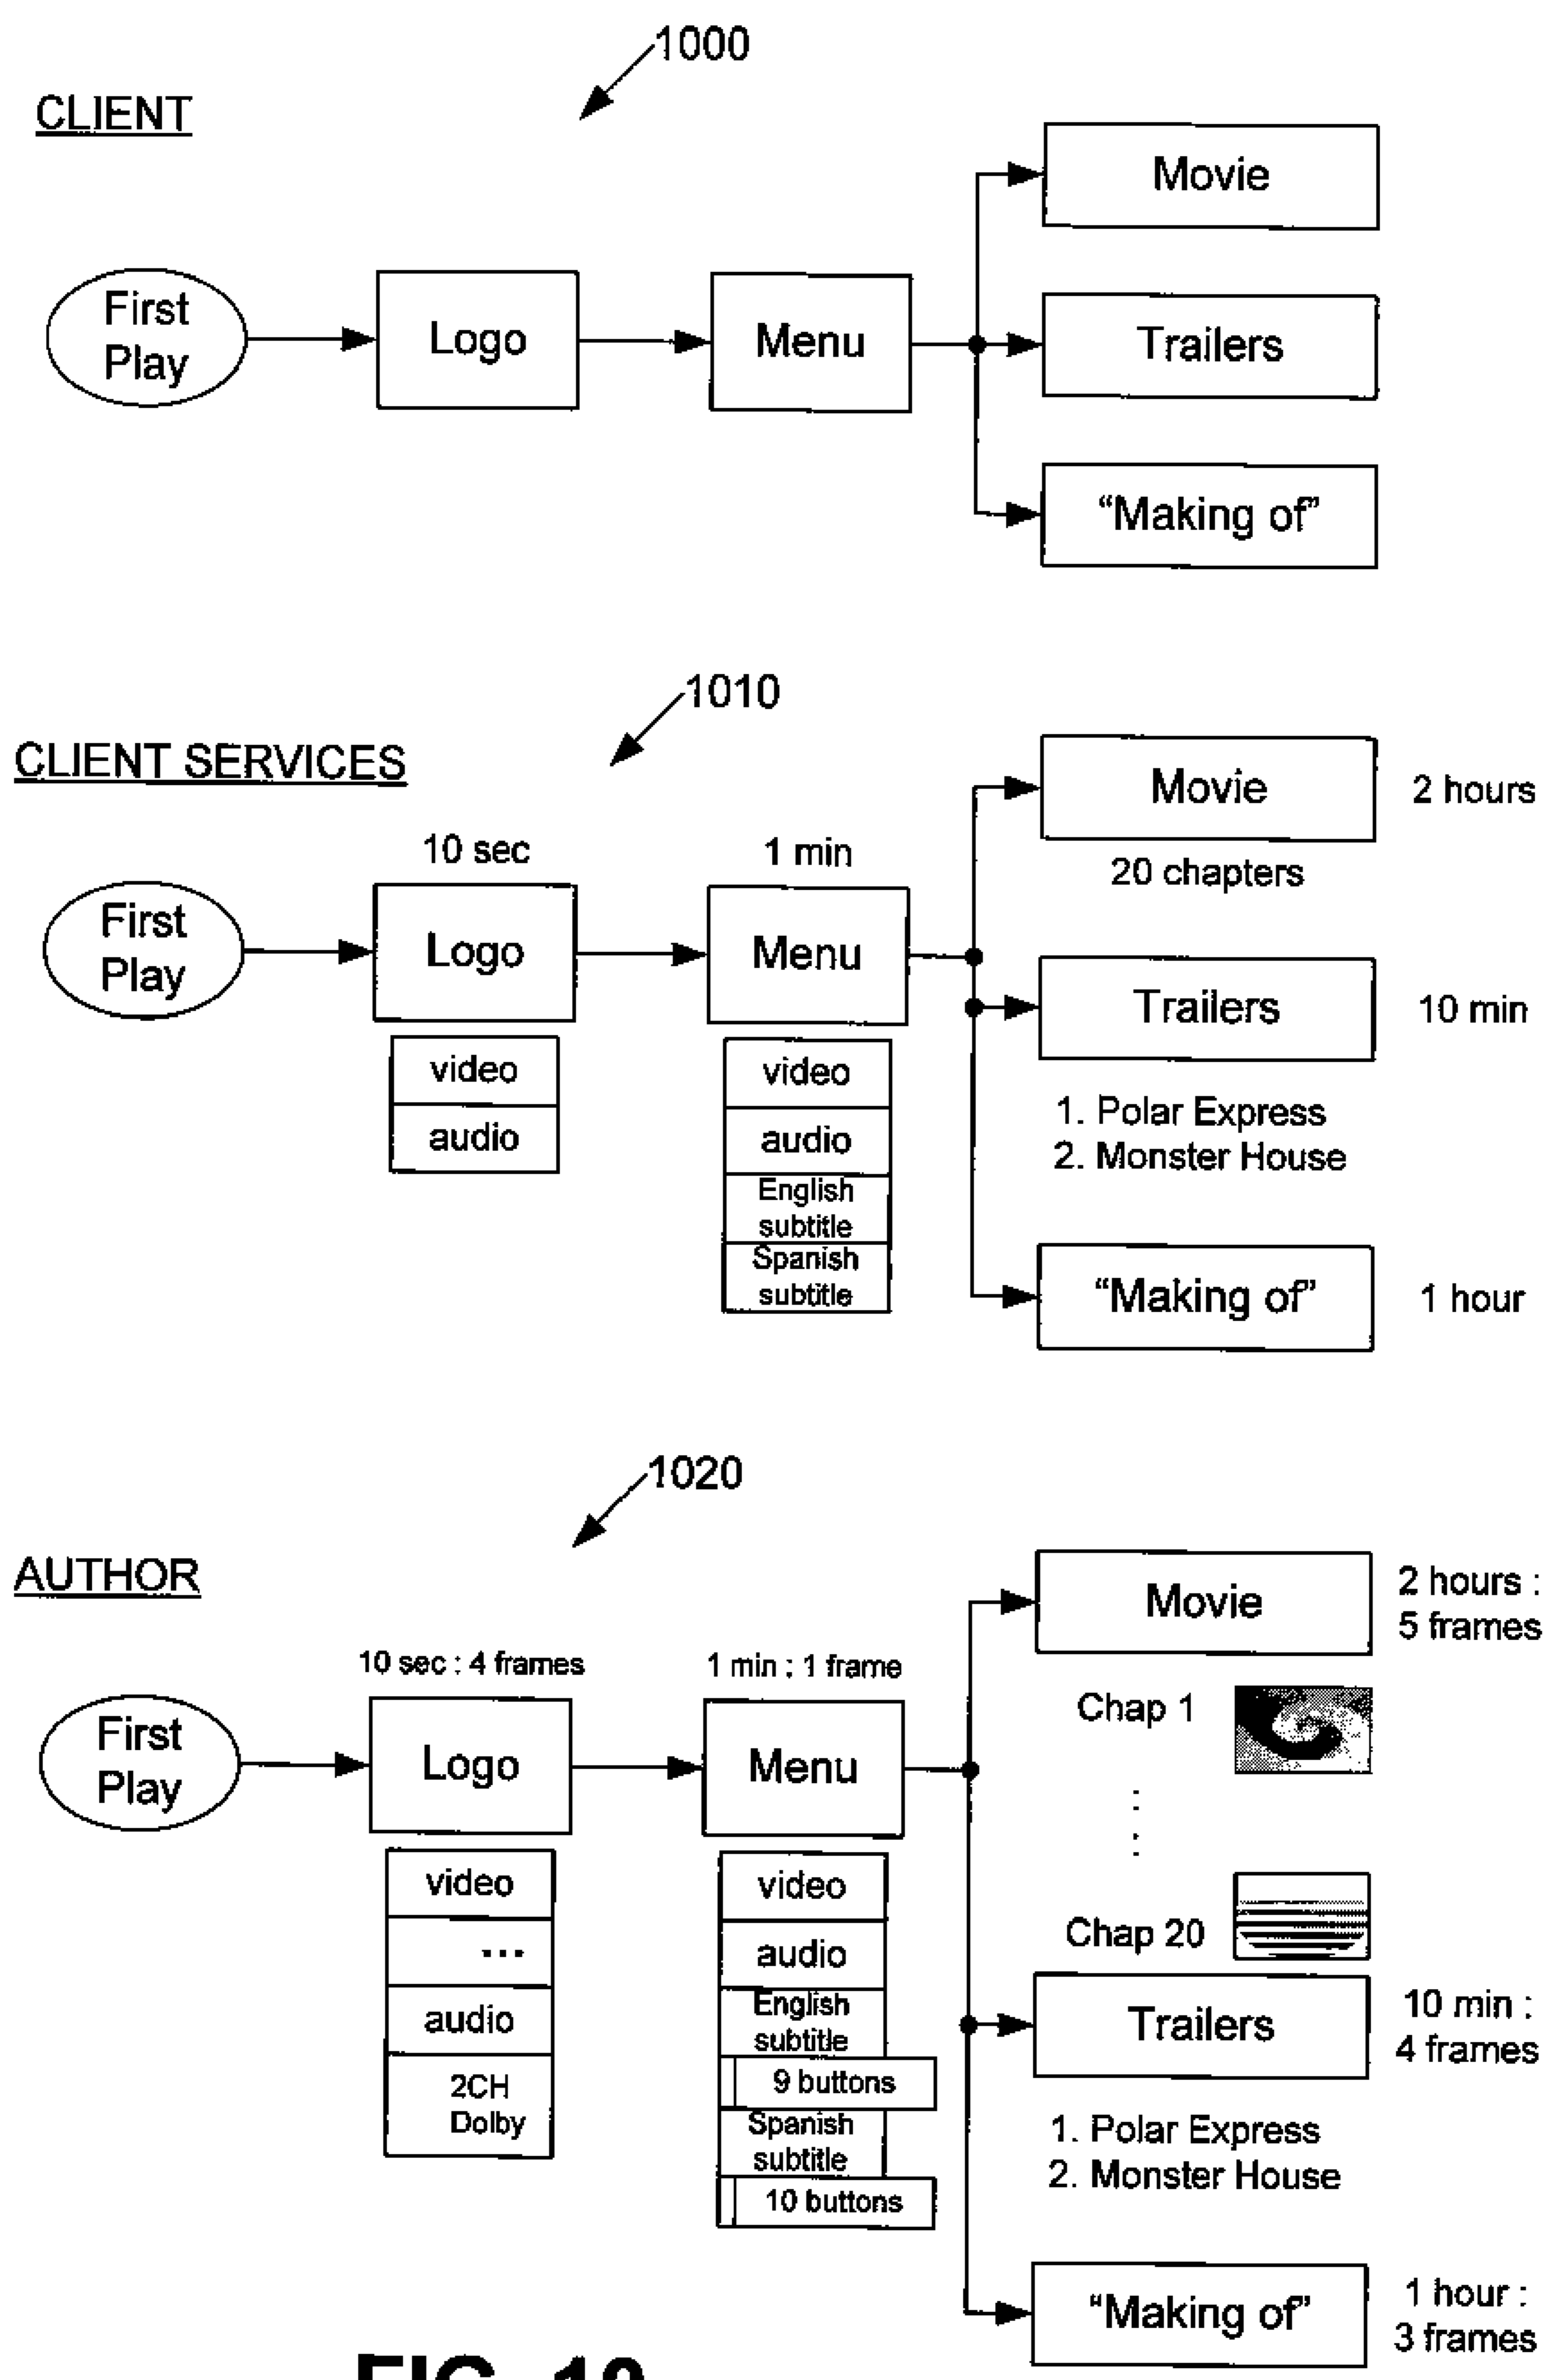 1000
CLIENT
First
Play
Logo
Menu
Movie
Trailers
“Making of”
1010
CLIENT SERVICES
10 sec
1 min
First
Play
Logo
video
audio
Menu
video
audio
English
subtitle
Spanish
subtitle
Movie
2 hours
20 chapters
Trailers
10 min
1. Polar Express
2. Monster House
“Making of”
1 hour
1020
AUTHOR
10 sec : 4 frames
1 min : 1 frame
First
Play
Logo
video
...
audio
2CH
Dolby
Menu
video
audio
English
subtitle
9 buttons
Spanish
subtitle
10 buttons
Movie
2 hours :
5 frames
Chap 1
Chap 20
Trailers
10 min :
4 frames
1. Polar Express
2. Monster House
“Making of”
1 hour :
3 frames